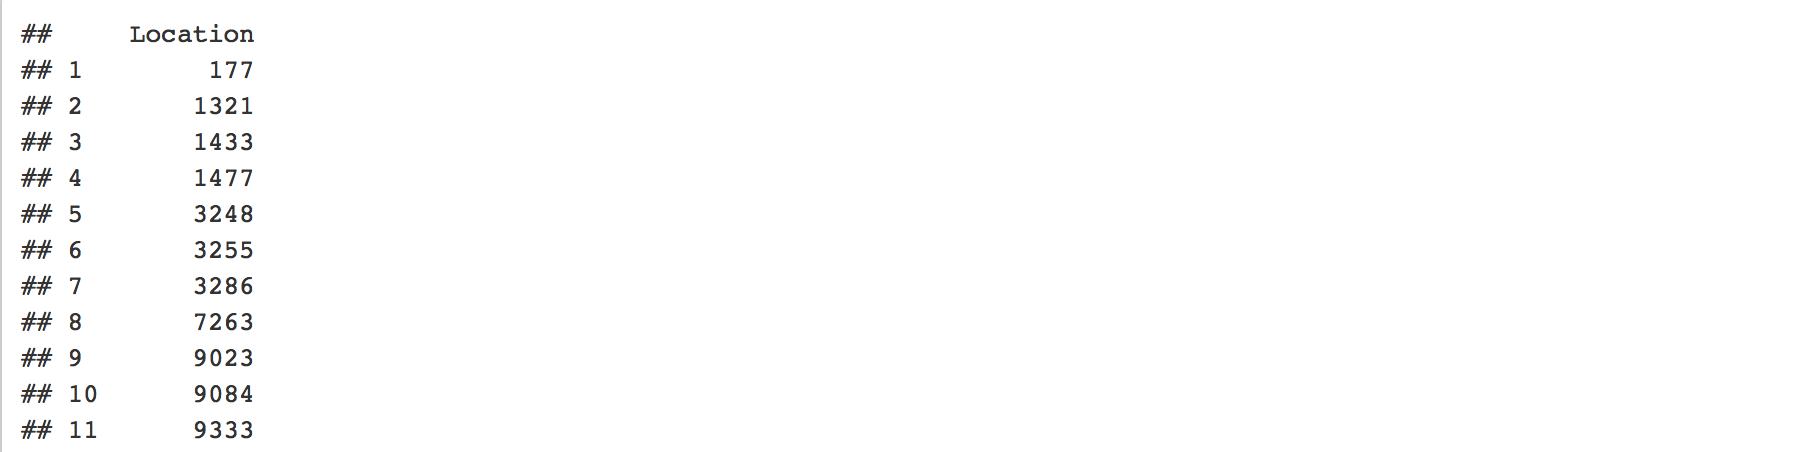 ##     Location
## 1        177
## 2       1321
## 3       1433
## 4       1477
## 5       3248
## 6       3255
## 7       3286
## 8       7263
## 9       9023
## 10      9084
## 11      9333